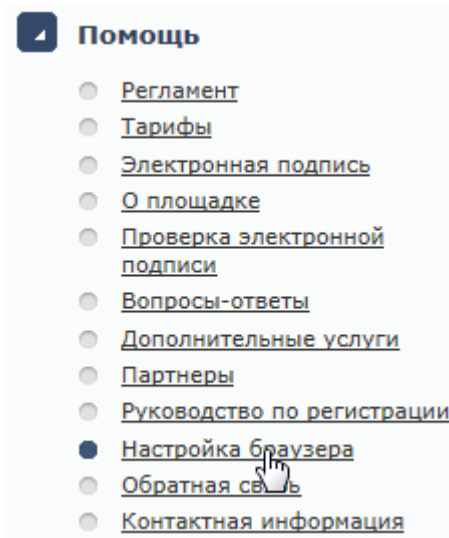 Помощь
Регламент
Тарифы
Электронная подпись
О площадке
Проверка электронной
подписи
Вопросы-ответы
Дополнительные услуги
Партнеры
Руководство по регистрации
Настройка браузера
Обратная связь
Контактная информация